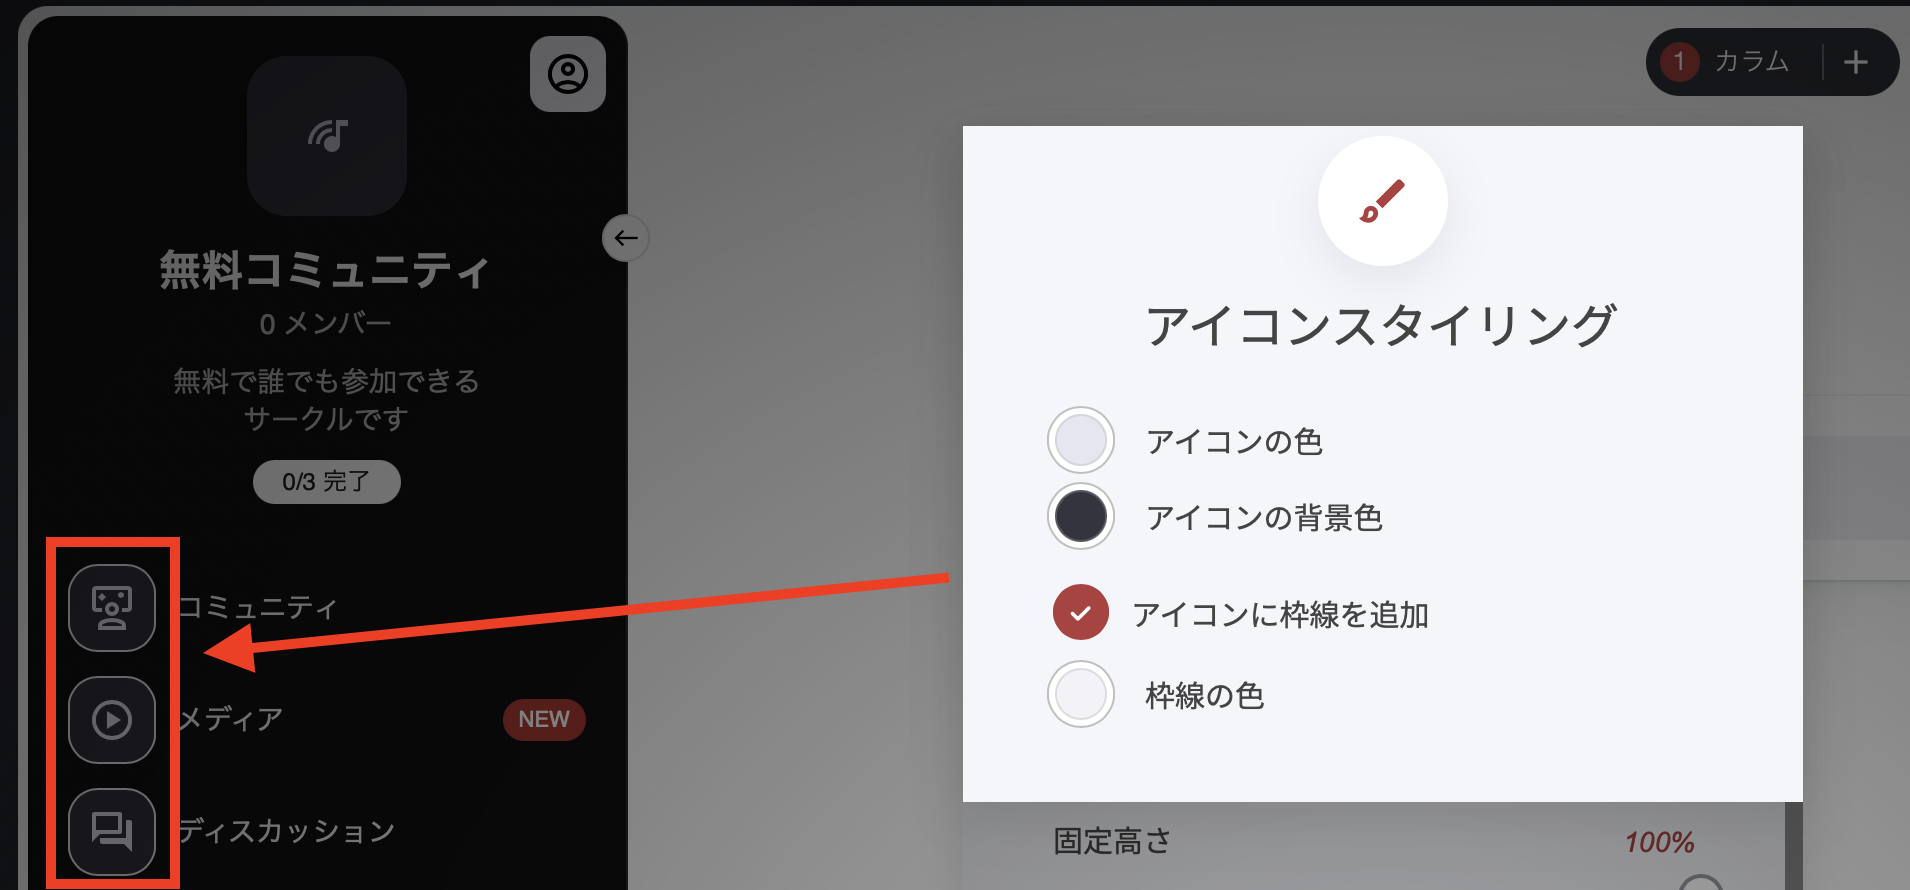 1 カラム +
無料コミュニティ
0 メンバー
無料で誰でも参加できる
サークルです
0/3 完了
コミュニティ
メディア NEW
ディスカッション
アイコンスタイリング
アイコンの色
アイコンの背景色
アイコンに枠線を追加
枠線の色
固定高さ 100%